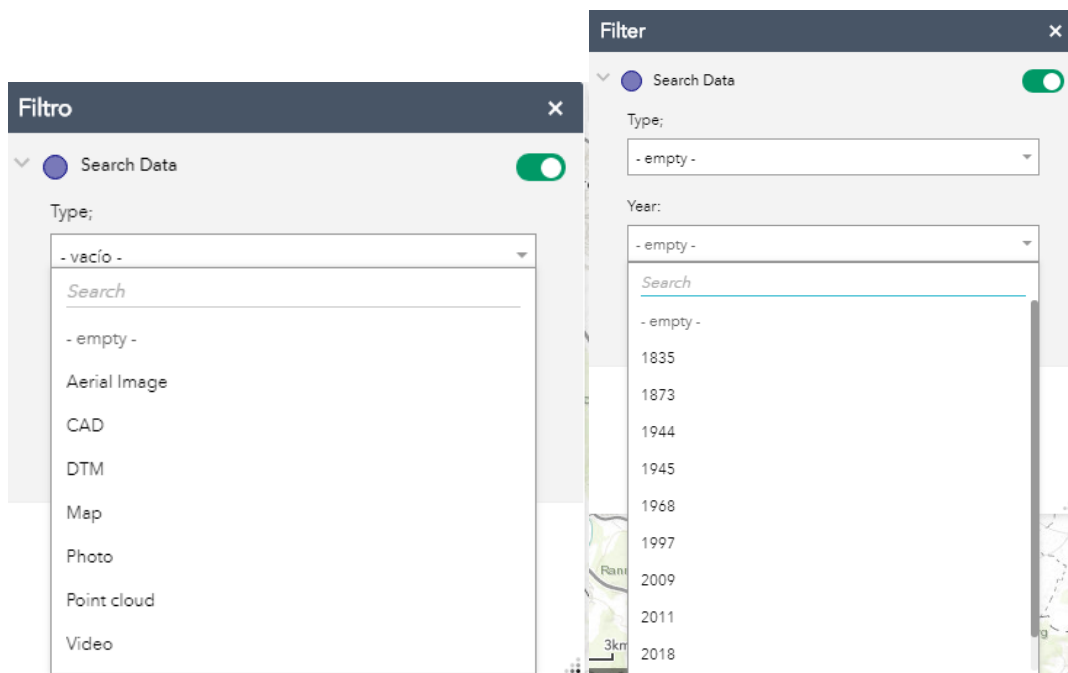 Filtro
Search Data
Type;
- vacío -
Search
- empty -
Aerial Image
CAD
DTM
Map
Photo
Point cloud
Video
Filter
Search Data
Type;
- empty -
Year:
- empty -
Search
- empty -
1835
1873
1944
1945
1968
1997
2009
2011
2018
Rann
3km